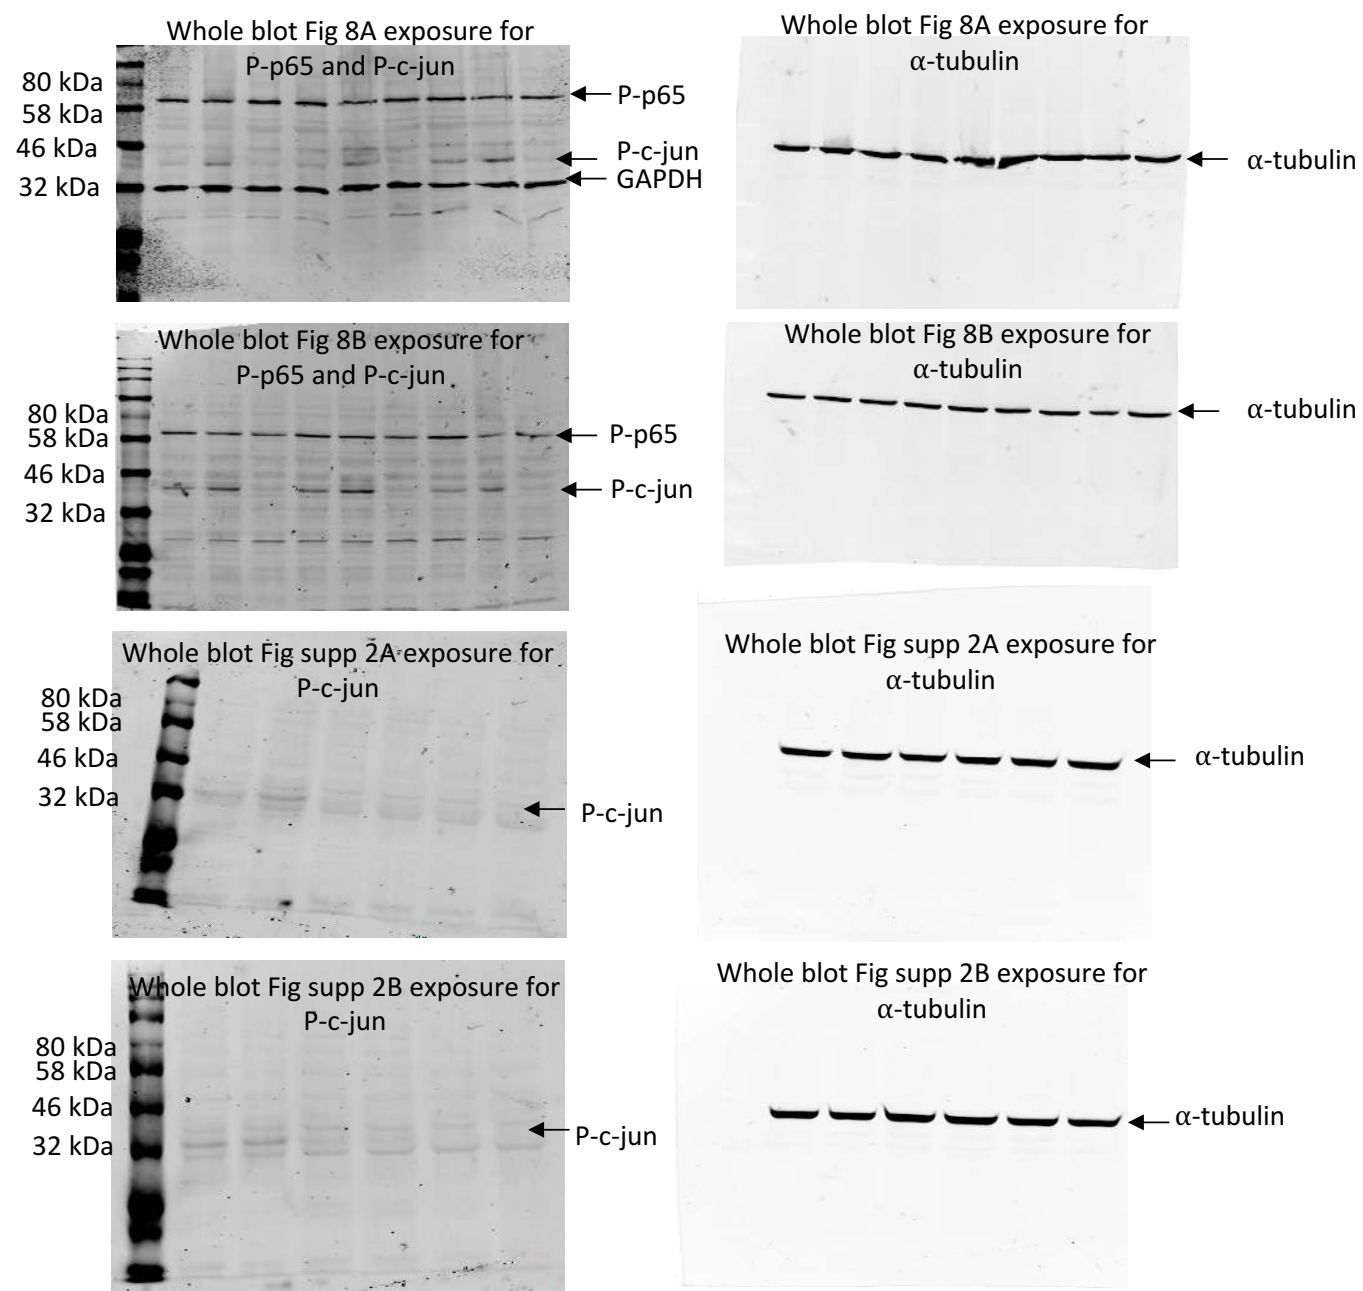 Whole blot Fig 8A exposure for
P-p65 and P-c-jun
80 kDa
58 kDa
46 kDa
32 kDa
P-p65
P-c-jun
GAPDH
Whole blot Fig 8A exposure for
α-tubulin
α-tubulin
Whole blot Fig 8B exposure for
P-p65 and P-c-jun
80 kDa
58 kDa
46 kDa
32 kDa
P-p65
P-c-jun
Whole blot Fig 8B exposure for
α-tubulin
α-tubulin
Whole blot Fig supp 2A exposure for
P-c-jun
80 kDa
58 kDa
46 kDa
32 kDa
P-c-jun
Whole blot Fig supp 2A exposure for
α-tubulin
α-tubulin
Whole blot Fig supp 2B exposure for
P-c-jun
80 kDa
58 kDa
46 kDa
32 kDa
P-c-jun
Whole blot Fig supp 2B exposure for
α-tubulin
α-tubulin